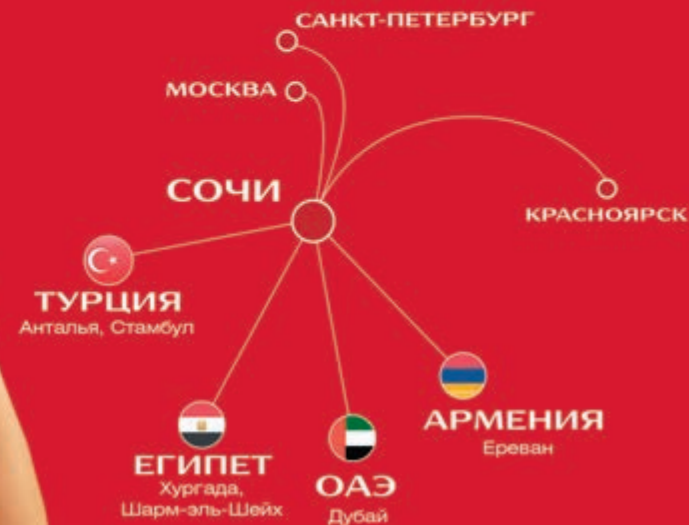 САНКТ-ПЕТЕРБУРГ
МОСКВА
СОЧИ
КРАСНОЯРСК
ТУРЦИЯ
Анталья, Стамбул
АРМЕНИЯ
Ереван
ЕГИПЕТ
Хургада,
Шарм-эль-Шейх
ОАЭ
Дубай